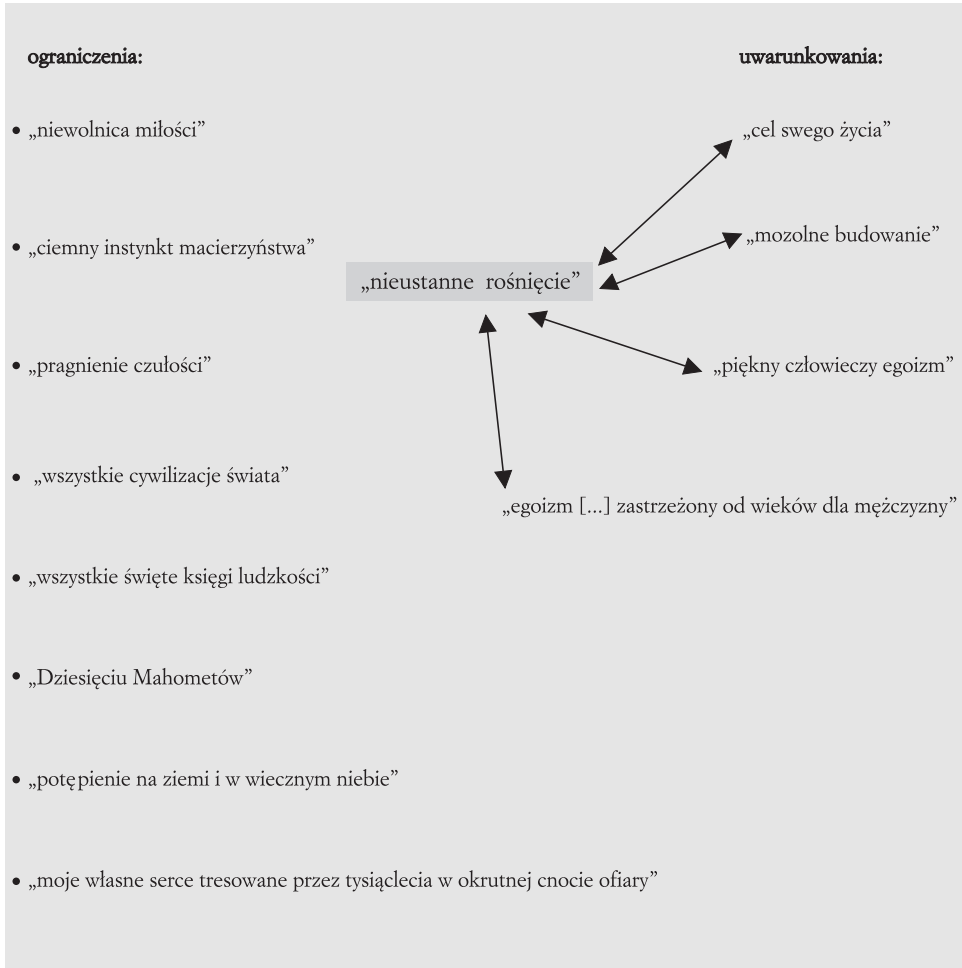 ograniczenia:
uwarunkowania:
• „niewolnica miłości”
„cel swego życia”
• „ciemny instynkt macierzyństwa”
„mozolne budowanie”
„nieustanne rośnięcie”
• „pragnienie czułości”
„piękny człowieczy egoizm”
• „wszystkie cywilizacje świata”
„egoizm [...] zastrzeżony od wieków dla mężczyzny”
• „wszystkie święte księgi ludzkości”
• „Dziesięciu Mahometów”
• „potępienie na ziemi i w wiecznym niebie”
• „moje własne serce tresowane przez tysiąclecia w okrutnej cnocie ofiary”